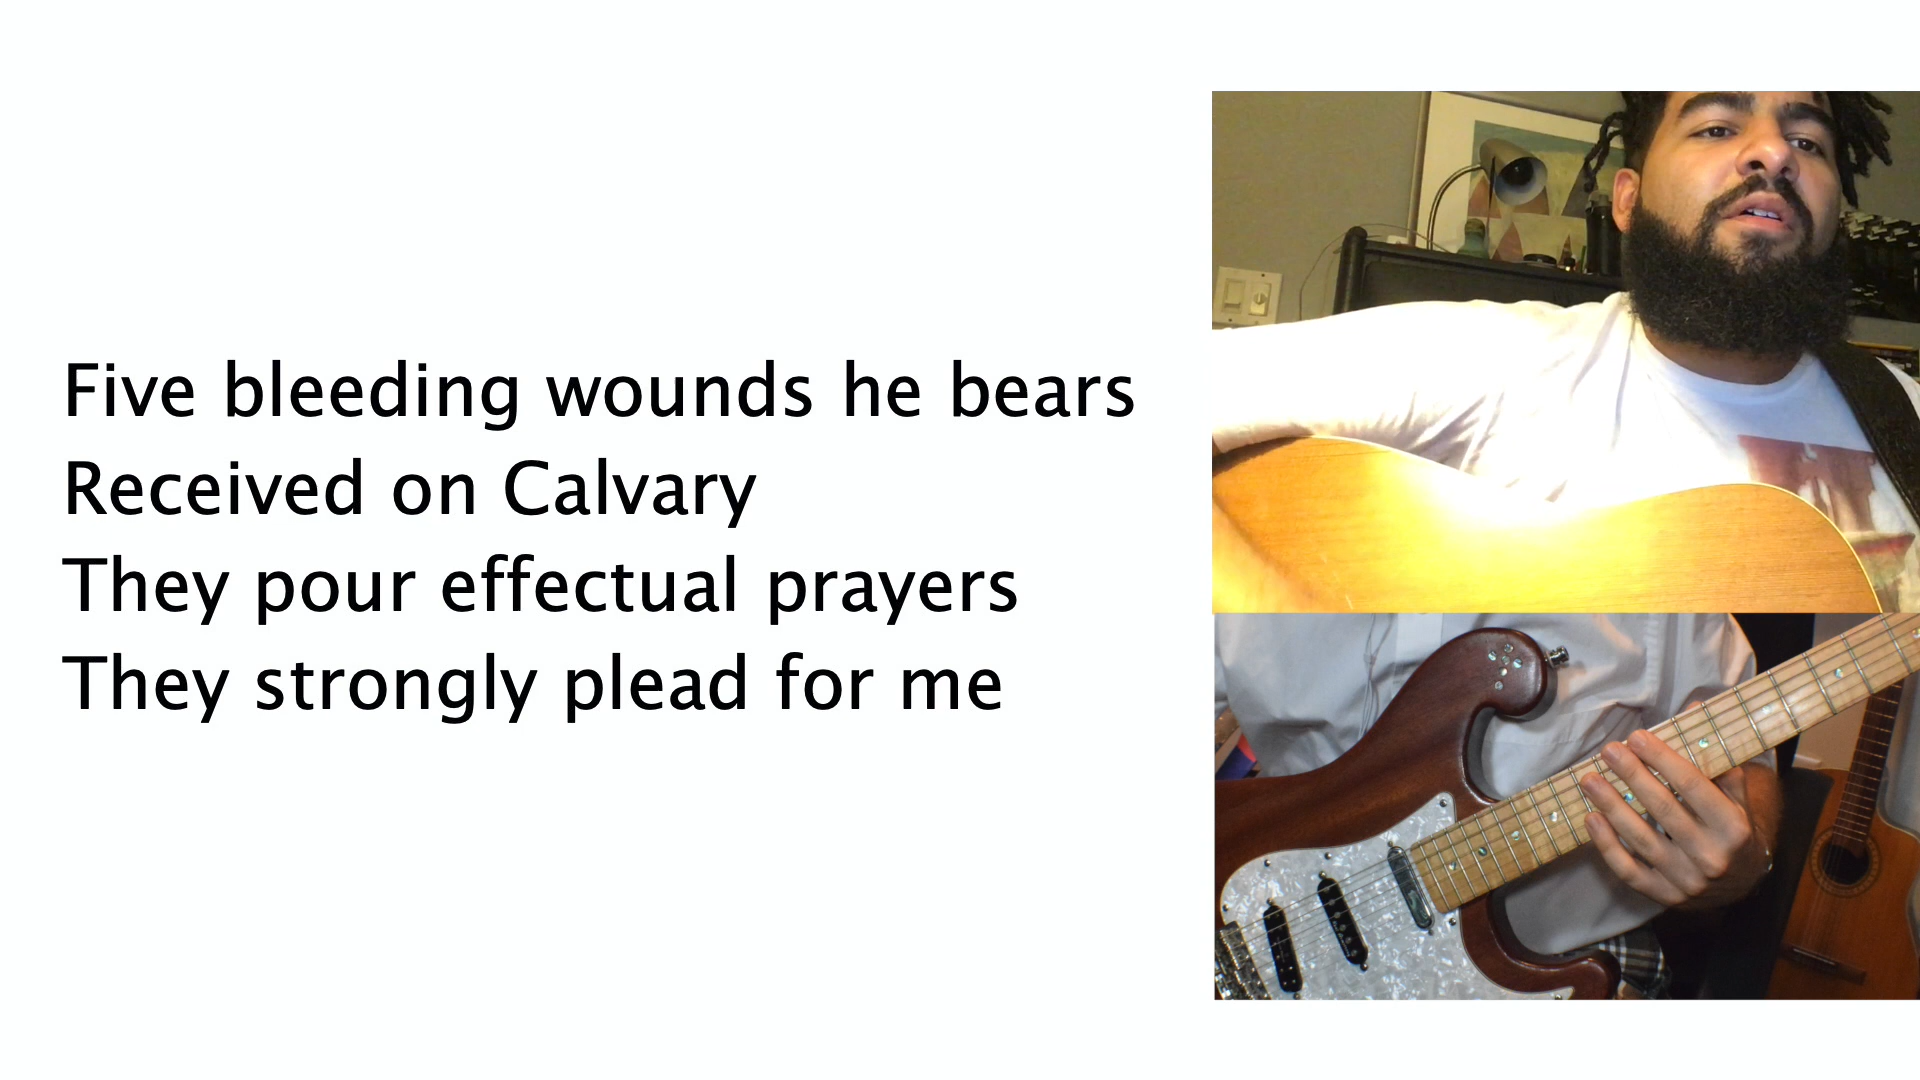 Five bleeding wounds he bears
Received on Calvary
They pour effectual prayers
They strongly plead for me